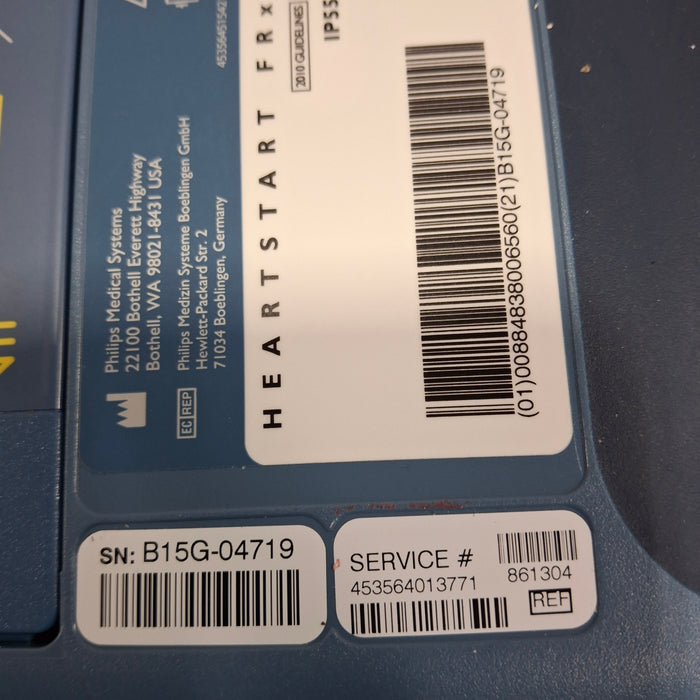 453564451542
Philips Medical Systems
22100 Bothell Everett Highway
Bothell, WA 98021-8431 USA
EC REP
Philips Medizin Systeme Boeblingen GmbH
Hewlett-Packard Str. 2
71034 Boeblingen, Germany
HEARTSTART FRx
2010 GUIDELINES
IP55
(01)00884838006560(21)B15G-04719
SN: B15G-04719
SERVICE #
453564013771
861304
REF